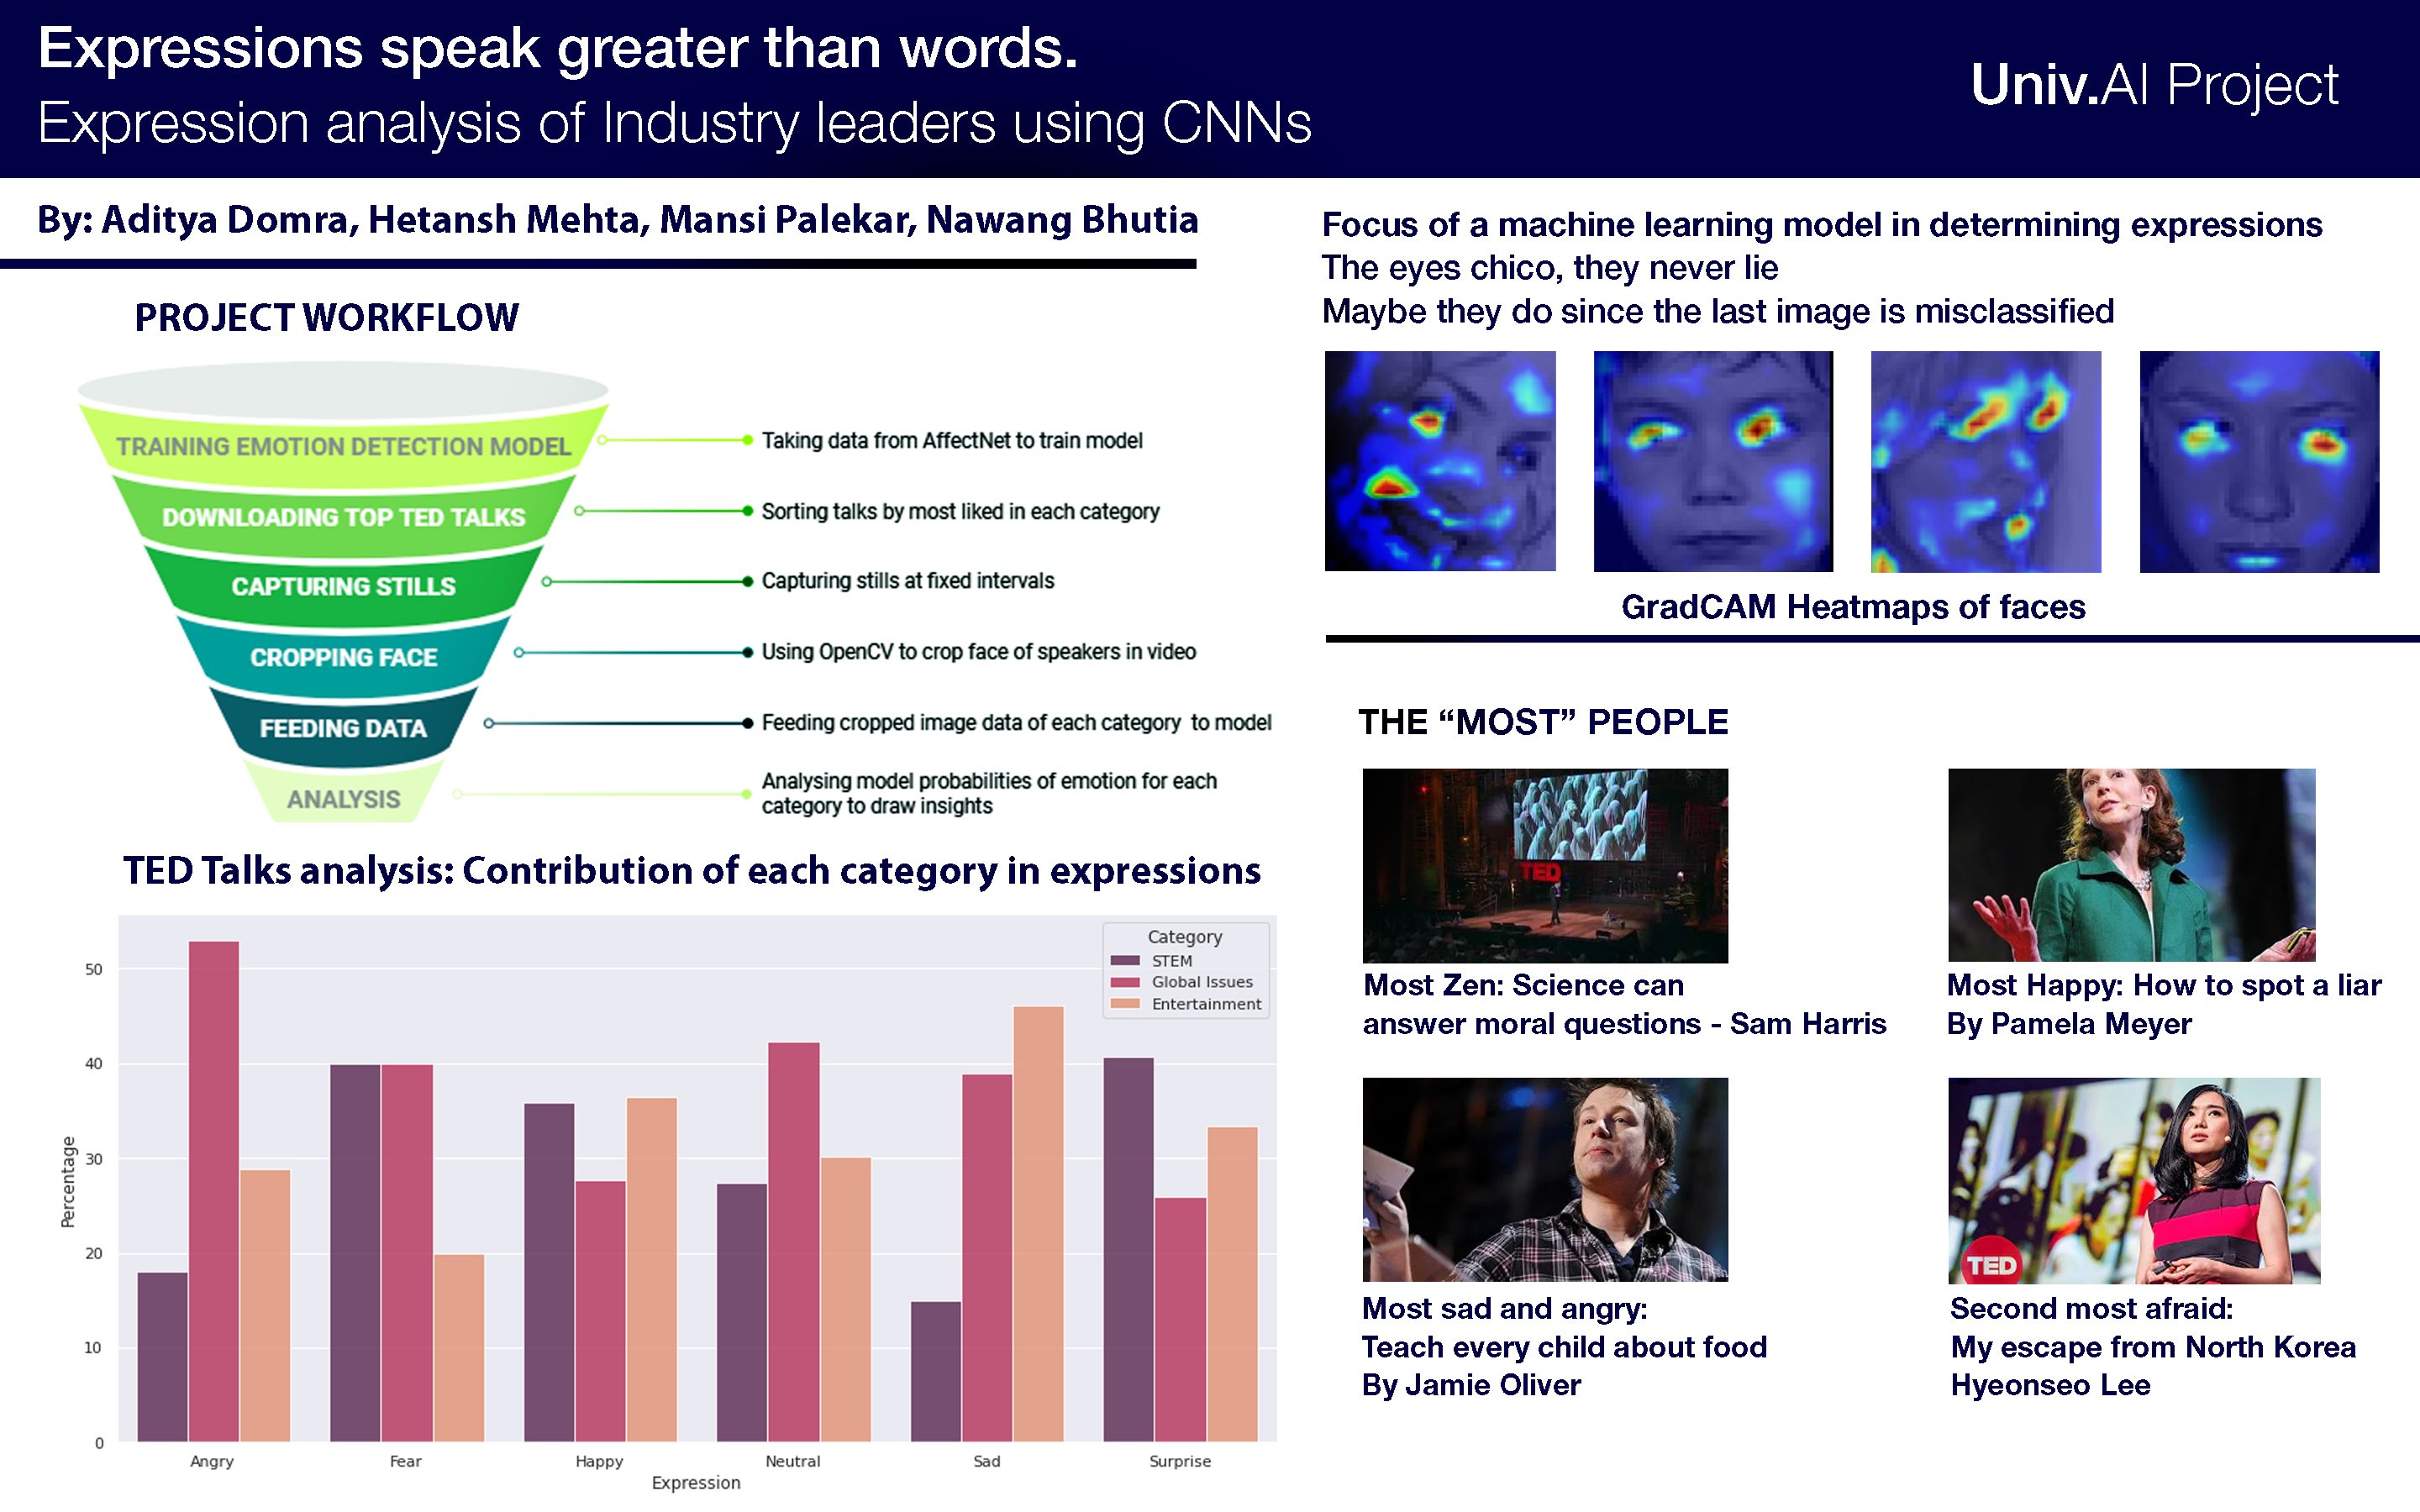 Expressions speak greater than words.
Expression analysis of Industry leaders using CNNs
Univ.AI Project
By: Aditya Domra, Hetansh Mehta, Mansi Palekar, Nawang Bhutia
PROJECT WORKFLOW
TRAINING EMOTION DETECTION MODEL
Taking data from AffectNet to train model
DOWNLOADING TOP TED TALKS
Sorting talks by most liked in each category
CAPTURING STILLS
Capturing stills at fixed intervals
CROPPING FACE
Using OpenCV to crop face of speakers in video
FEEDING DATA
Feeding cropped image data of each category to model
ANALYSIS
Analysing model probabilities of emotion for each
category to draw insights
TED Talks analysis: Contribution of each category in expressions
Category
STEM
Global Issues
Entertainment
Percentage
50
40
30
20
10
0
Angry
Fear
Happy
Neutral
Sad
Surprise
Expression
Focus of a machine learning model in determining expressions
The eyes chico, they never lie
Maybe they do since the last image is misclassified
GradCAM Heatmaps of faces
THE “MOST” PEOPLE
TED
Most Zen: Science can
answer moral questions - Sam Harris
Most Happy: How to spot a liar
By Pamela Meyer
Most sad and angry:
Teach every child about food
By Jamie Oliver
TED
Second most afraid:
My escape from North Korea
Hyeonseo Lee